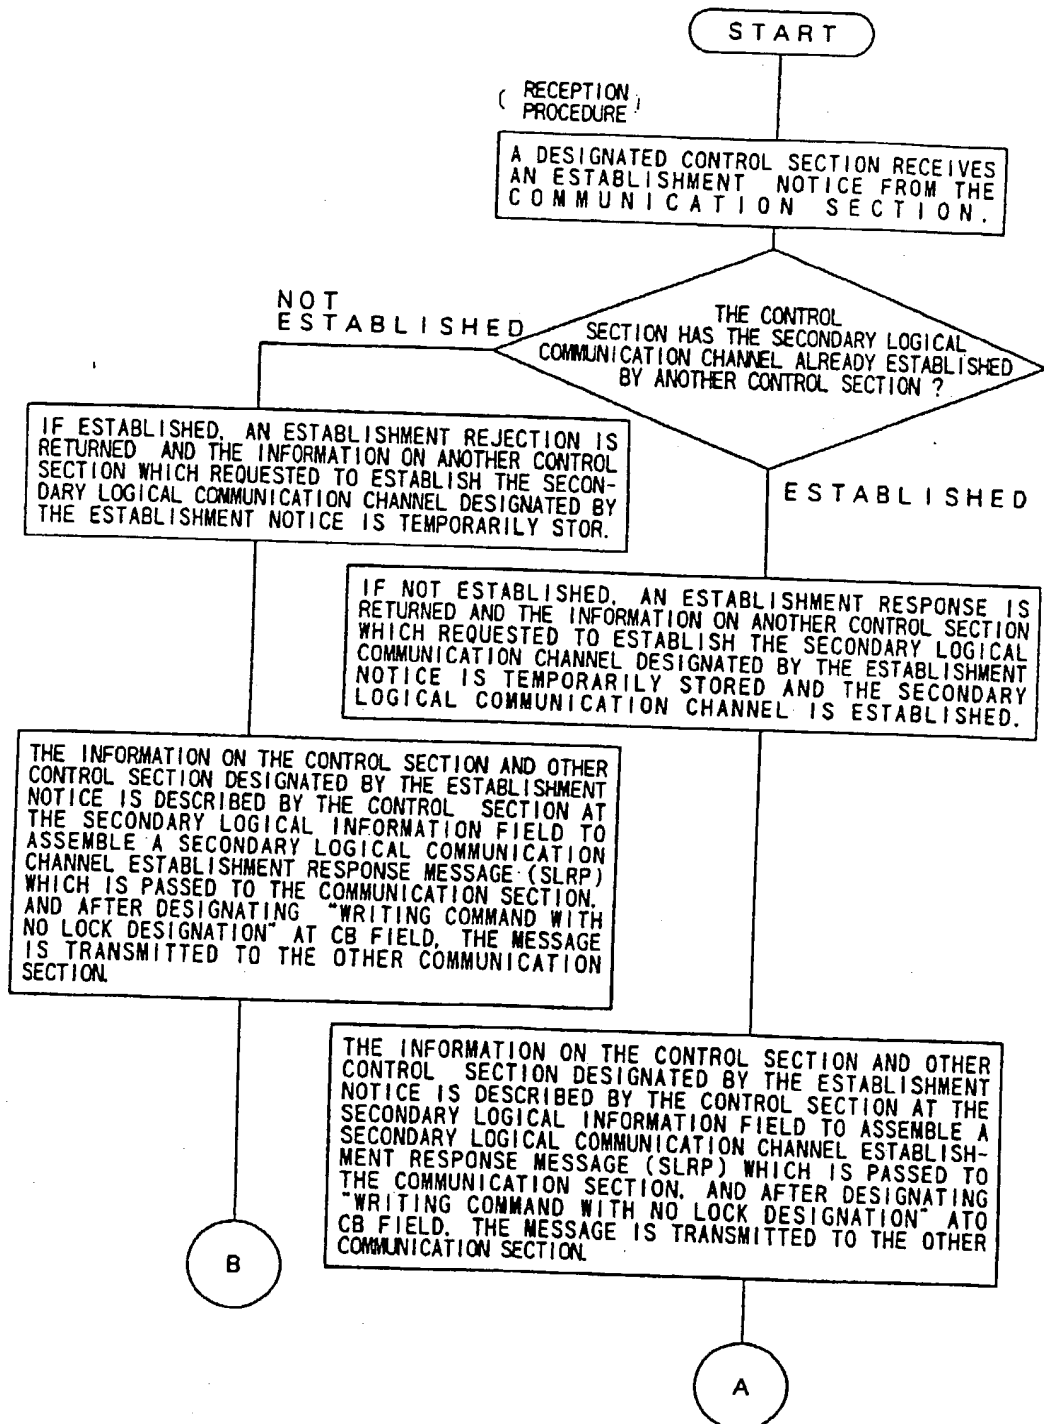 START
( RECEPTION
PROCEDURE )
A DESIGNATED CONTROL SECTION RECEIVES
AN ESTABLISHMENT NOTICE FROM THE
COMMUNICATION SECTION.
THE CONTROL
SECTION HAS THE SECONDARY LOGICAL
COMMUNICATION CHANNEL ALREADY ESTABLISHED
BY ANOTHER CONTROL SECTION ?
NOT
ESTABLISHED
IF ESTABLISHED, AN ESTABLISHMENT REJECTION IS
RETURNED AND THE INFORMATION ON ANOTHER CONTROL
SECTION WHICH REQUESTED TO ESTABLISH THE SECON-
DARY LOGICAL COMMUNICATION CHANNEL DESIGNATED BY
THE ESTABLISHMENT NOTICE IS TEMPORARILY STOR.
ESTABLISHED
IF NOT ESTABLISHED, AN ESTABLISHMENT RESPONSE IS
RETURNED AND THE INFORMATION ON ANOTHER CONTROL SECTION
WHICH REQUESTED TO ESTABLISH THE SECONDARY LOGICAL
COMMUNICATION CHANNEL DESIGNATED BY THE ESTABLISHMENT
NOTICE IS TEMPORARILY STORED AND THE SECONDARY
LOGICAL COMMUNICATION CHANNEL IS ESTABLISHED.
THE INFORMATION ON THE CONTROL SECTION AND OTHER
CONTROL SECTION DESIGNATED BY THE ESTABLISHMENT
NOTICE IS DESCRIBED BY THE CONTROL SECTION AT
THE SECONDARY LOGICAL INFORMATION FIELD TO
ASSEMBLE A SECONDARY LOGICAL COMMUNICATION
CHANNEL ESTABLISHMENT RESPONSE MESSAGE (SLRP)
WHICH IS PASSED TO THE COMMUNICATION SECTION,
AND AFTER DESIGNATING "WRITING COMMAND WITH
NO LOCK DESIGNATION" AT CB FIELD, THE MESSAGE
IS TRANSMITTED TO THE OTHER COMMUNICATION
SECTION.
THE INFORMATION ON THE CONTROL SECTION AND OTHER
CONTROL SECTION DESIGNATED BY THE ESTABLISHMENT
NOTICE IS DESCRIBED BY THE CONTROL SECTION AT THE
SECONDARY LOGICAL INFORMATION FIELD TO ASSEMBLE A
SECONDARY LOGICAL COMMUNICATION CHANNEL ESTABLISH-
MENT RESPONSE MESSAGE (SLRP) WHICH IS PASSED TO
THE COMMUNICATION SECTION, AND AFTER DESIGNATING
"WRITING COMMAND WITH NO LOCK DESIGNATION" ATO
CB FIELD, THE MESSAGE IS TRANSMITTED TO THE OTHER
COMMUNICATION SECTION.
B
A